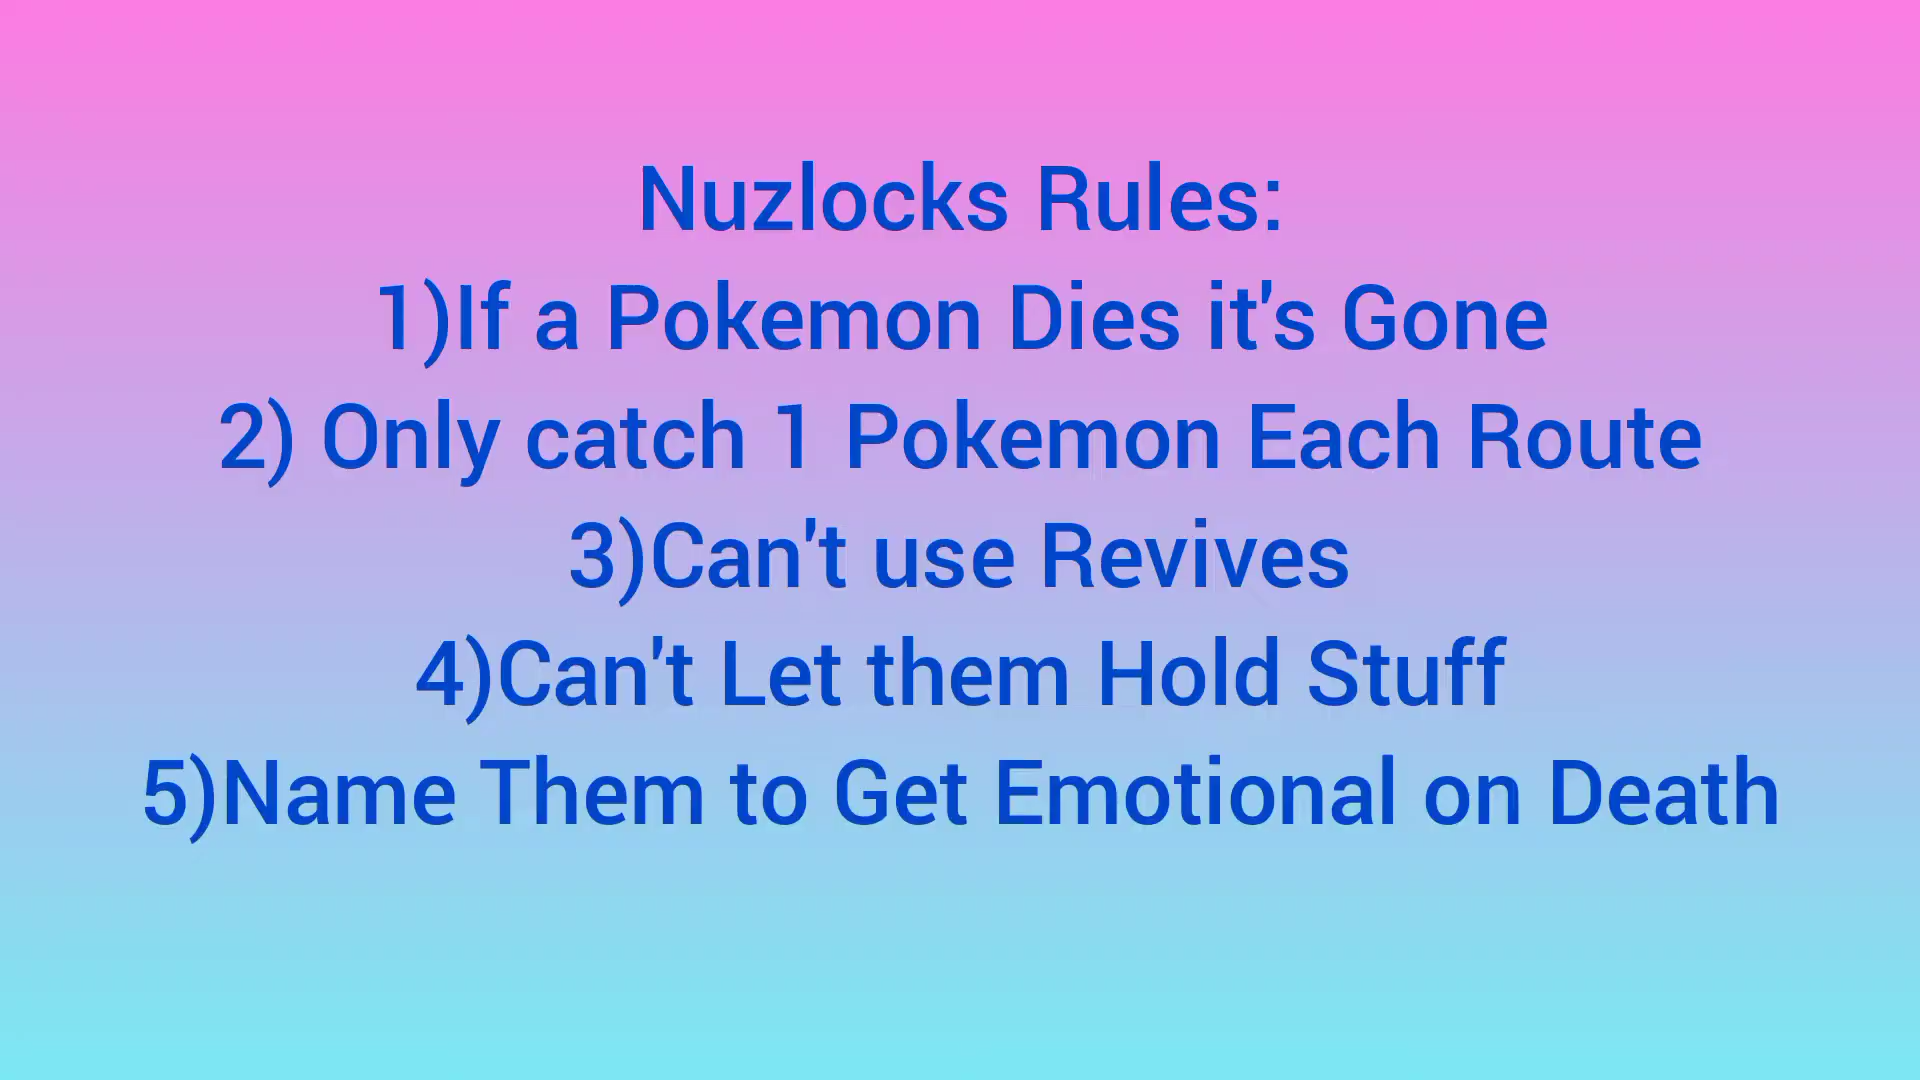 Nuzlocks Rules:
1)If a Pokemon Dies it's Gone
2) Only catch 1 Pokemon Each Route
3)Can't use Revives
4)Can't Let them Hold Stuff
5)Name Them to Get Emotional on Death